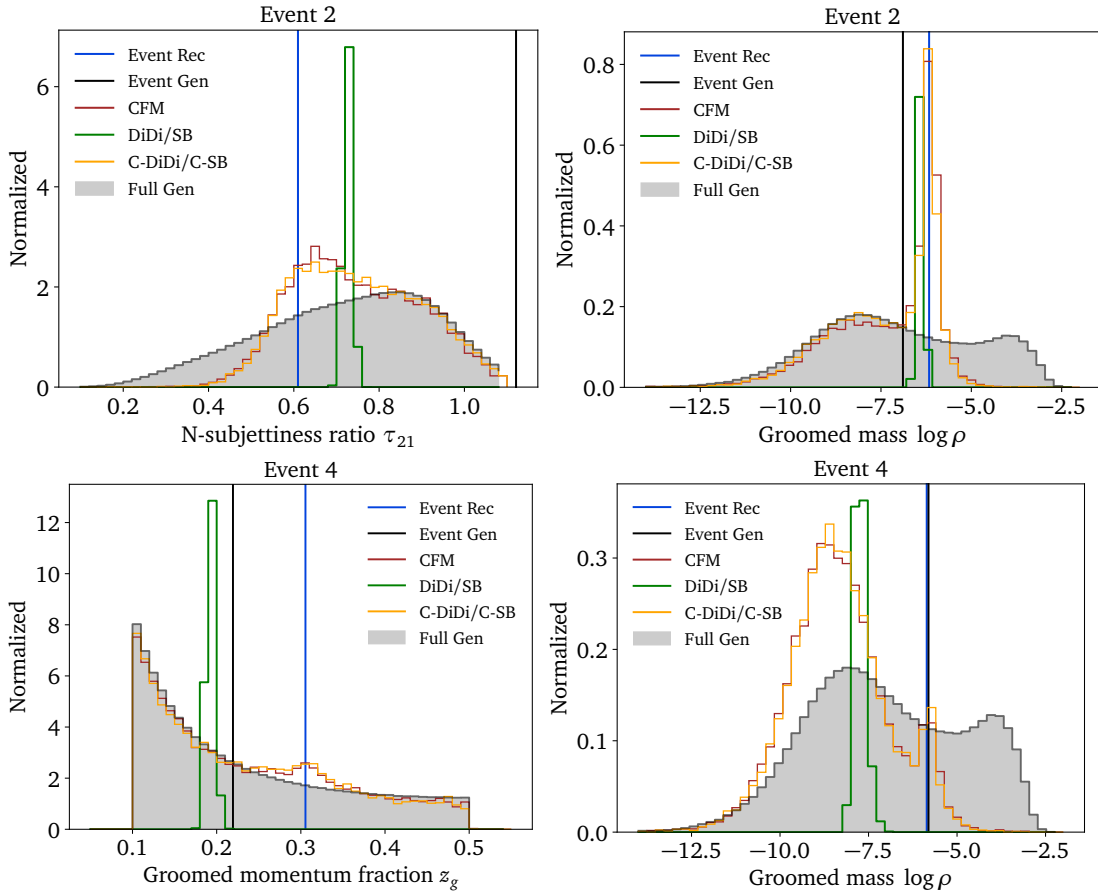 Event 2
Normalized
6
4
2
0
Event Rec
Event Gen
CFM
DiDi/SB
C-DiDi/C-SB
Full Gen
0.2 0.4 0.6 0.8 1.0
N-subjettiness ratio τ21
Event 2
Normalized
0.8
0.6
0.4
0.2
0.0
Event Rec
Event Gen
CFM
DiDi/SB
C-DiDi/C-SB
Full Gen
−12.5 −10.0 −7.5 −5.0 −2.5
Groomed mass log ρ
Event 4
Normalized
12
10
8
6
4
2
0
Event Rec
Event Gen
CFM
DiDi/SB
C-DiDi/C-SB
Full Gen
0.1 0.2 0.3 0.4 0.5
Groomed momentum fraction zg
Event 4
Normalized
0.3
0.2
0.1
0.0
Event Rec
Event Gen
CFM
DiDi/SB
C-DiDi/C-SB
Full Gen
−12.5 −10.0 −7.5 −5.0 −2.5
Groomed mass log ρ